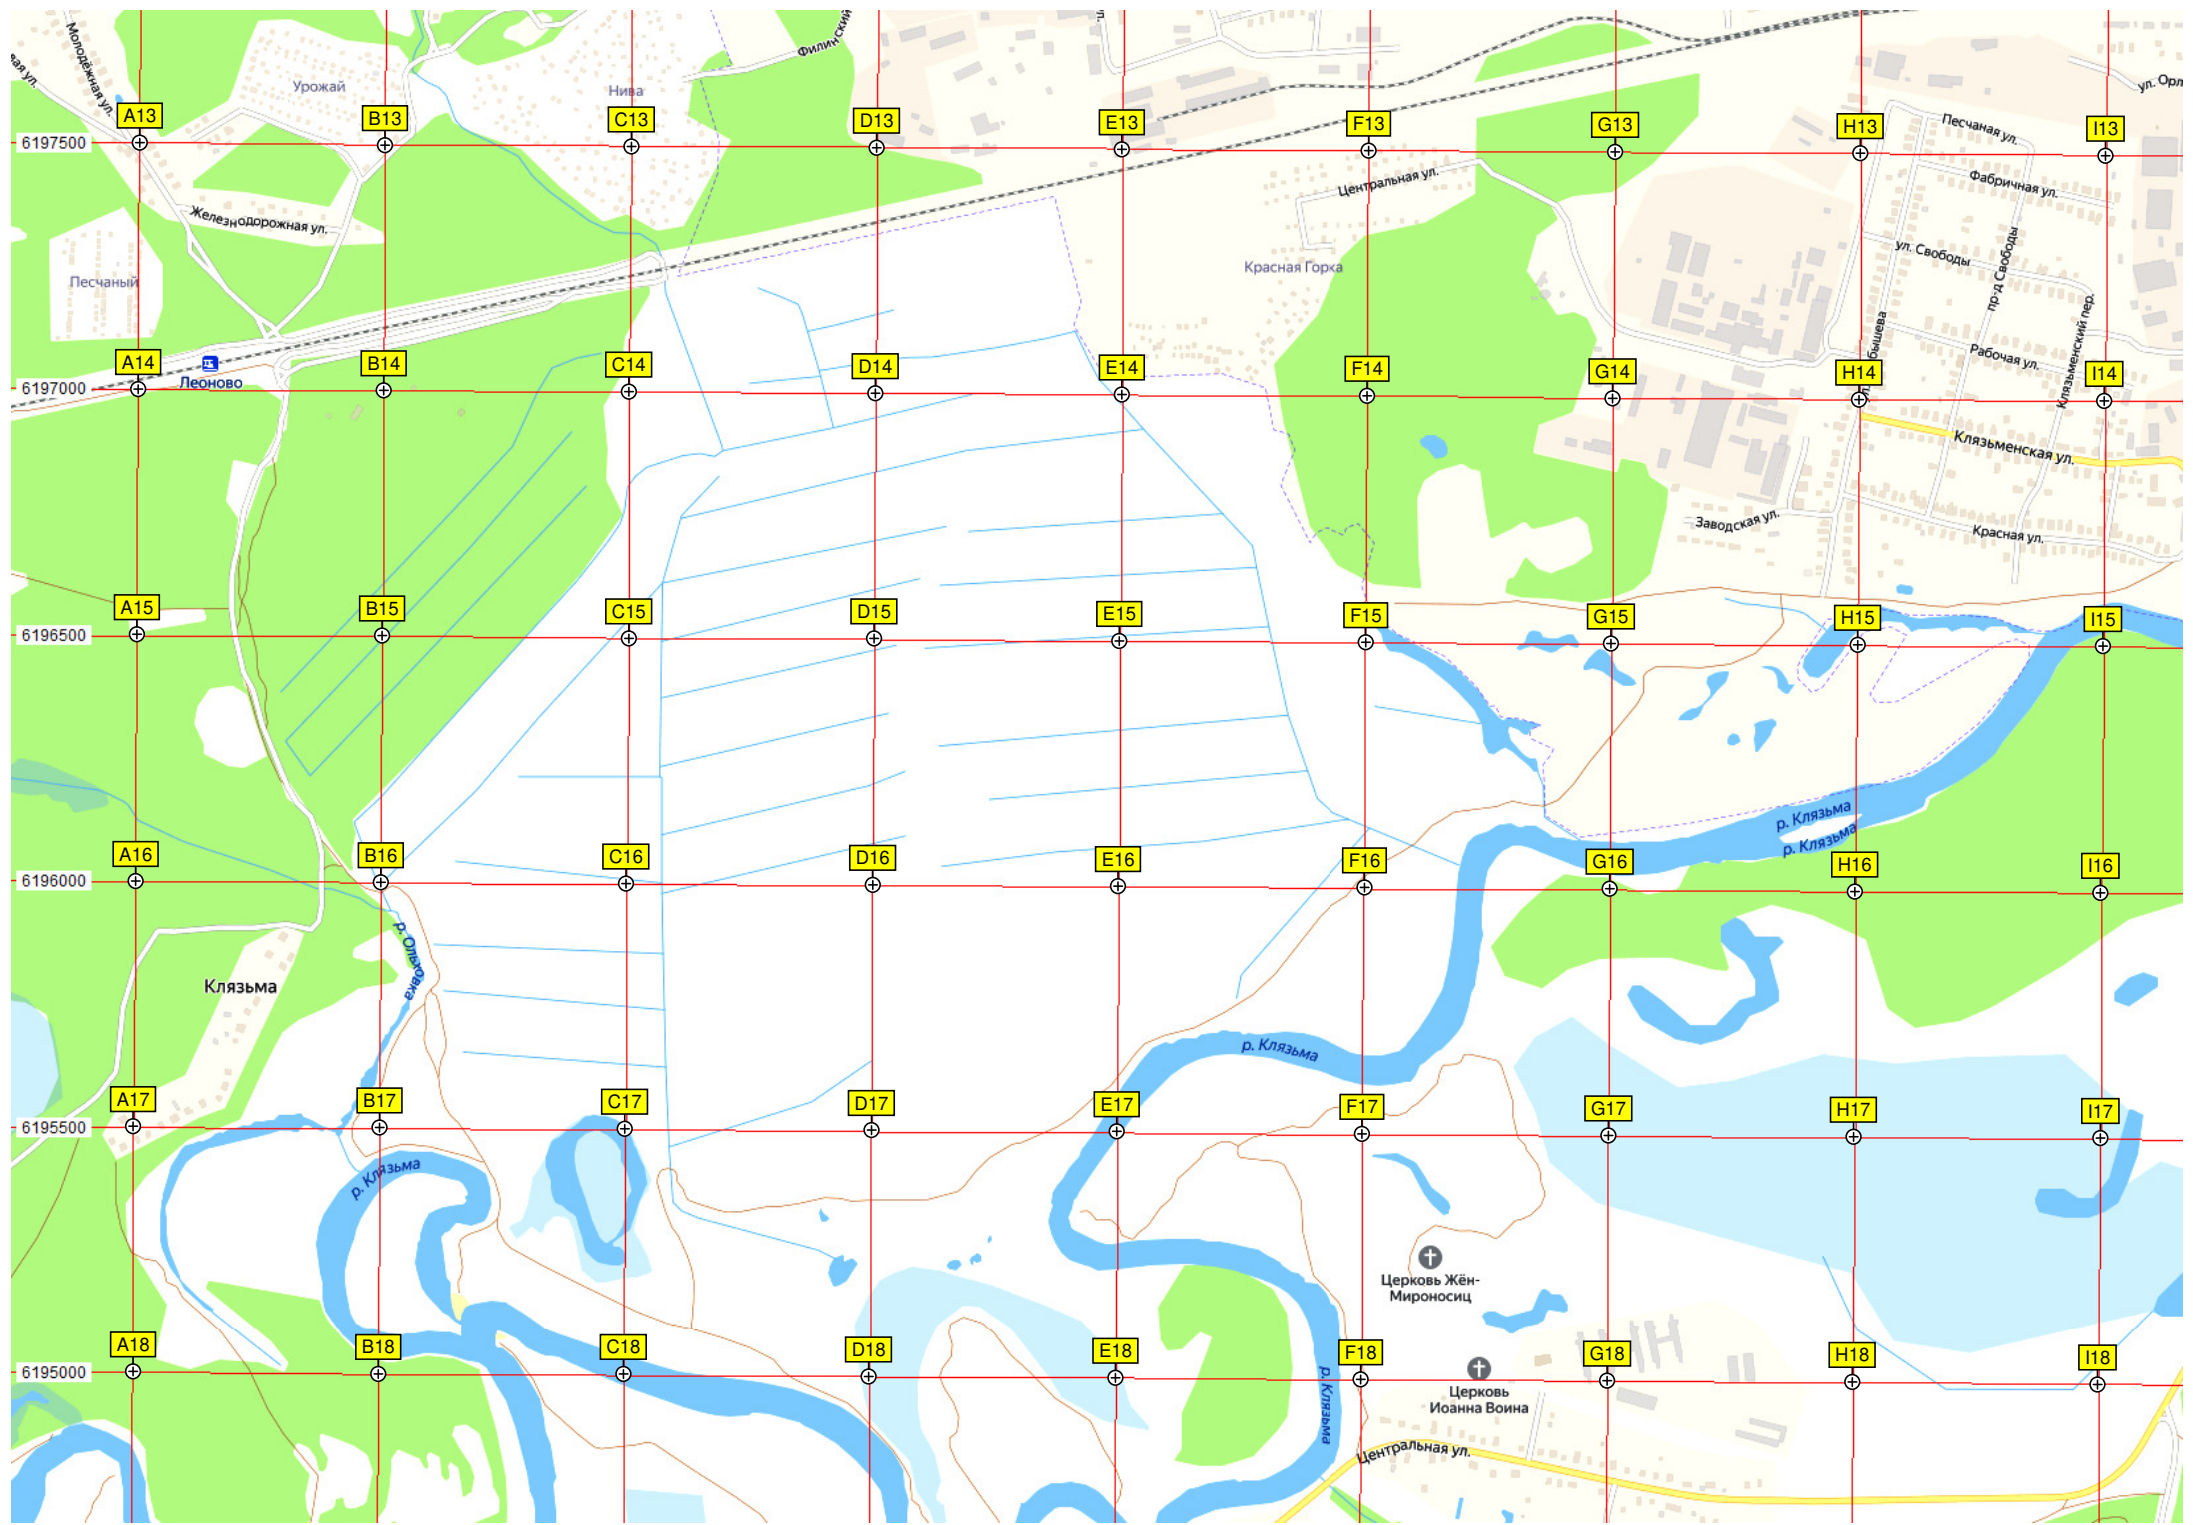 Молодёжная ул.
вая ул.
Урожай
Нива
Филинский
ул.
ул. Орл
A13
B13
C13
D13
E13
F13
G13
H13
I13
6197500
Песчаная ул.
Фабричная ул.
Центральная ул.
Железнодорожная ул.
ул. Свободы
пр-д Свободы
Красная Горка
Песчаный
Клязьменский пер.
Рабочая ул.
A14
B14
C14
D14
E14
F14
G14
H14
I14
6197000
Леоново
Клязьменская ул.
Заводская ул.
Красная ул.
A15
B15
C15
D15
E15
F15
G15
H15
I15
6196500
р. Клязьма
р. Клязьма
A16
B16
C16
D16
E16
F16
G16
H16
I16
6196000
р. Ольховка
Клязьма
р. Клязьма
A17
B17
C17
D17
E17
F17
G17
H17
I17
6195500
р. Клязьма
Церковь Жён-
Мироносиц
A18
B18
C18
D18
E18
F18
G18
H18
I18
6195000
Церковь
Иоанна Воина
р. Клязьма
Центральная ул.